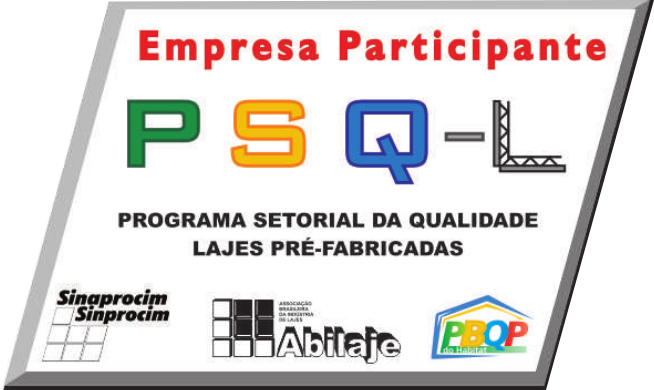 Empresa Participante
PSQ-L
PROGRAMA SETORIAL DA QUALIDADE
LAJES PRÉ-FABRICADAS
Sinaprocim
Sinprocim
ASSOCIAÇÃO
BRASILEIRA
DA INDÚSTRIA
DE LAJES
Abilaje
PBQP
do Habitat